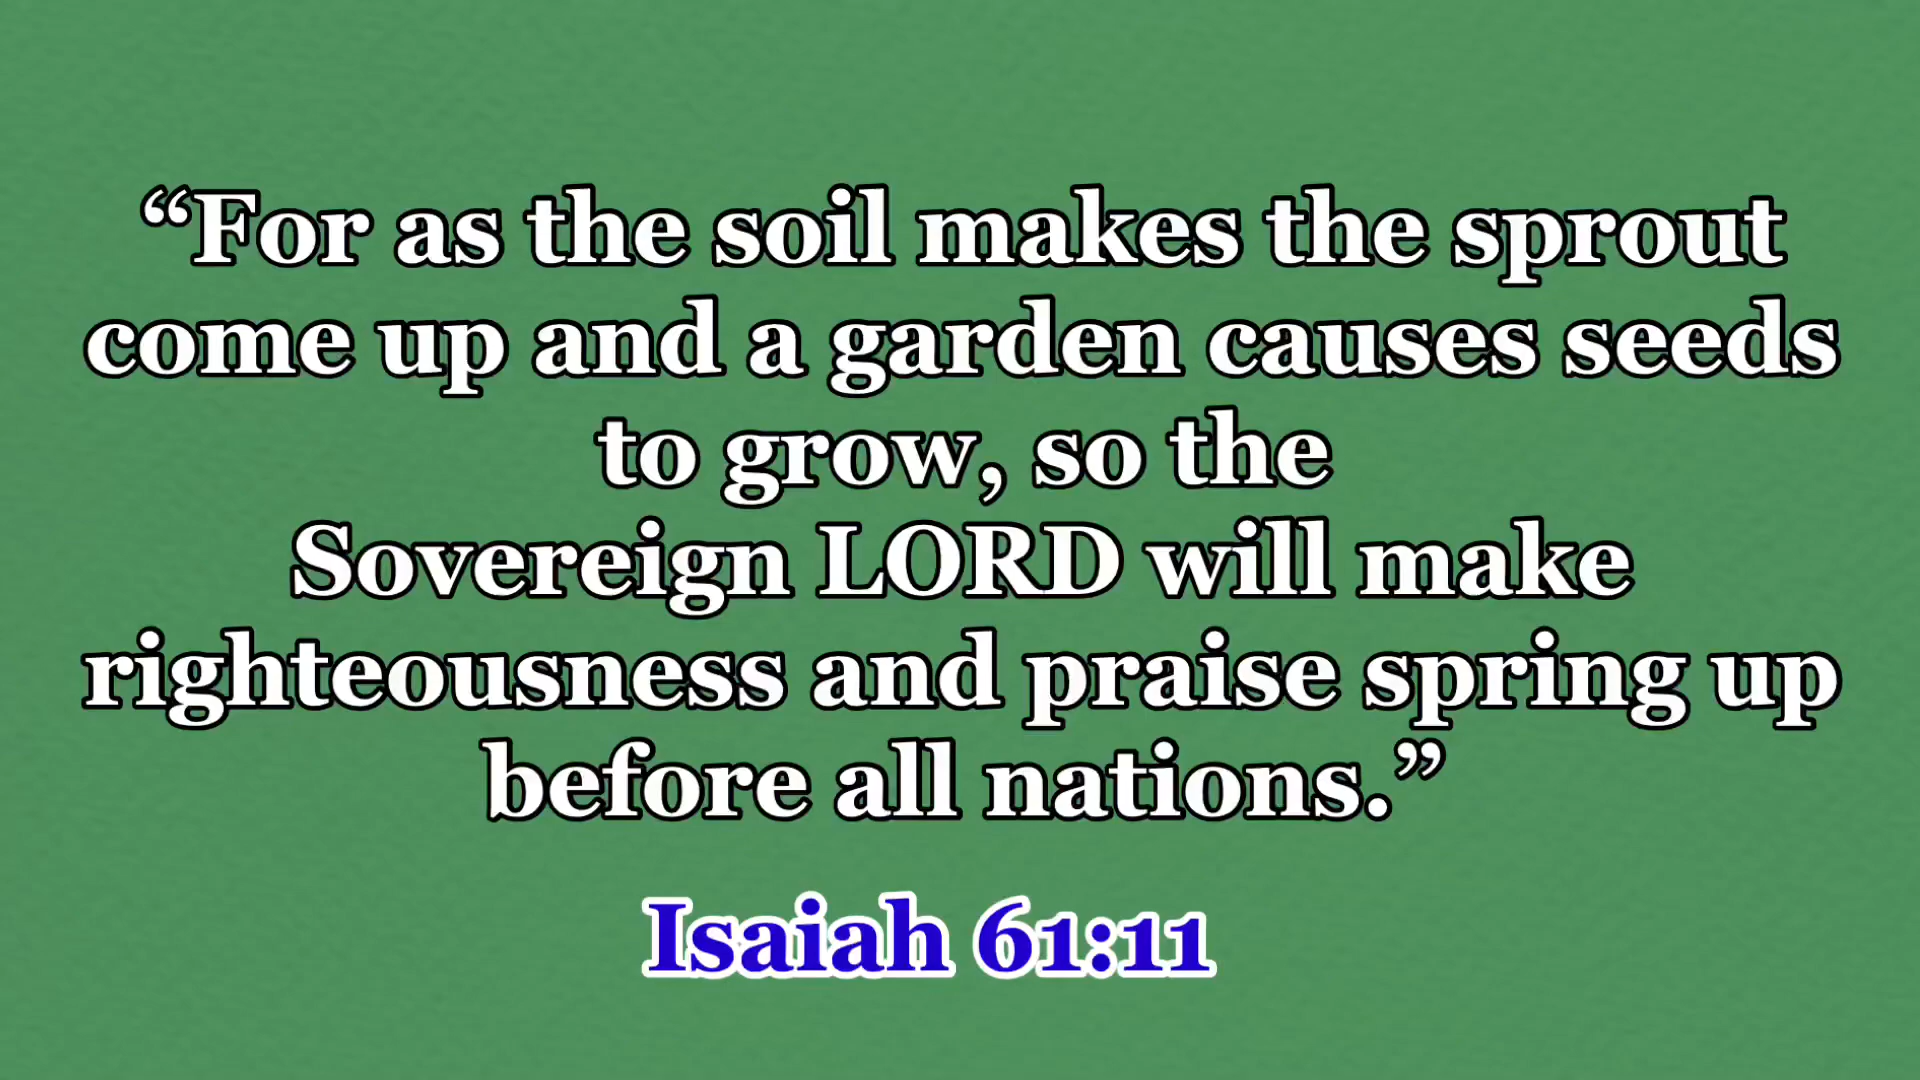 “For as the soil makes the sprout
come up and a garden causes seeds
to grow, so the
Sovereign LORD will make
righteousness and praise spring up
before all nations.”
Isaiah 61:11